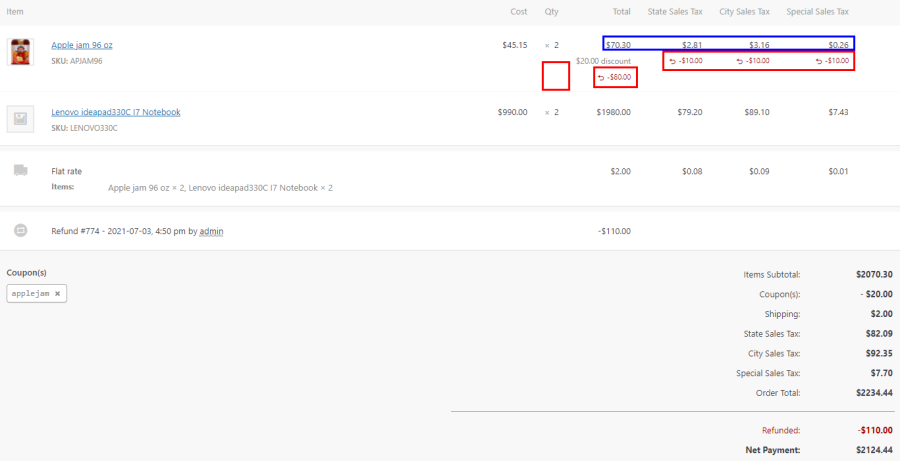 Item Cost Qty Total State Sales Tax City Sales Tax Special Sales Tax
Apple jam 96 oz $45.15 × 2 $70.30 $2.81 $3.16 $0.26
SKU: APJAM96 $20.00 discount -$10.00 -$10.00 -$10.00
-$80.00
Lenovo ideapad330C I7 Notebook $990.00 × 2 $1980.00 $79.20 $89.10 $7.43
SKU: LENOVO330C
Flat rate $2.00 $0.08 $0.09 $0.01
Items: Apple jam 96 oz × 2, Lenovo ideapad330C I7 Notebook × 2
Refund #774 - 2021-07-03, 4:50 pm by admin -$110.00
Coupon(s)
applejam ×
Items Subtotal: $2070.30
Coupon(s): - $20.00
Shipping: $2.00
State Sales Tax: $82.09
City Sales Tax: $92.35
Special Sales Tax: $7.70
Order Total: $2234.44
Refunded: -$110.00
Net Payment: $2124.44